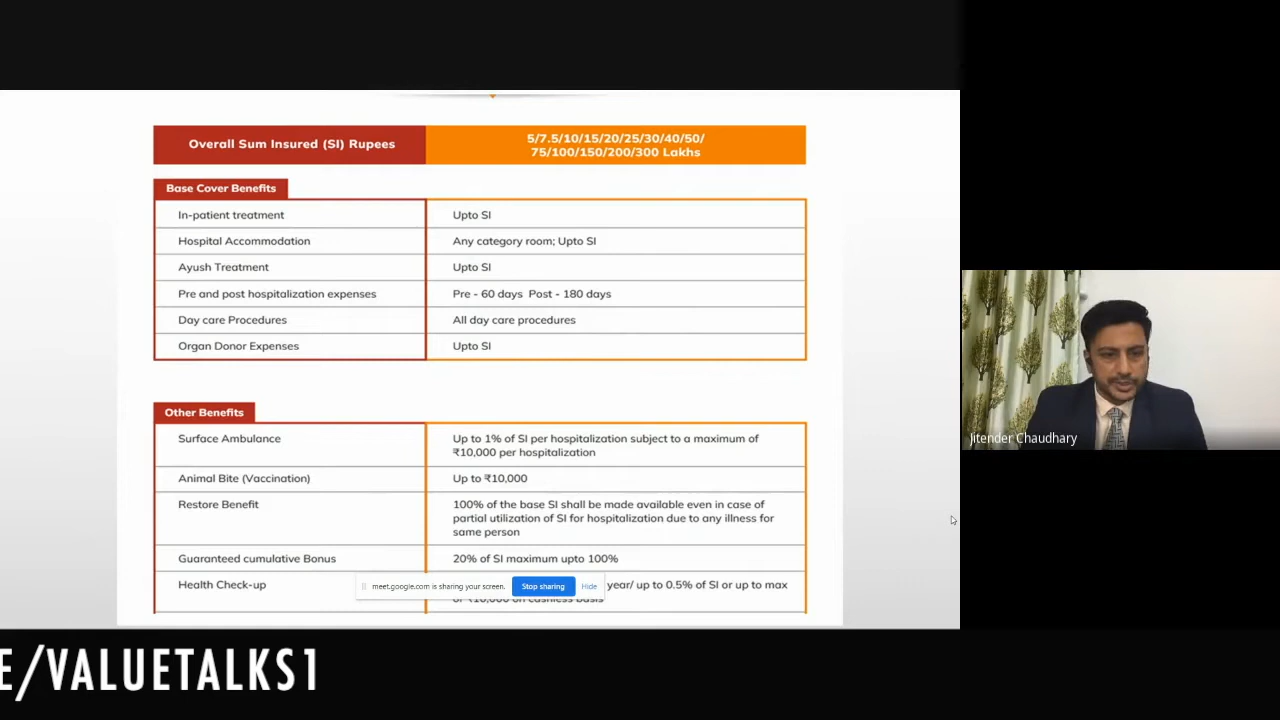 Overall Sum Insured (SI) Rupees
5/7.5/10/15/20/25/30/40/50/
75/100/150/200/300 Lakhs
Base Cover Benefits
In-patient treatment
Upto SI
Hospital Accommodation
Any category room; Upto SI
Ayush Treatment
Upto SI
Pre and post hospitalization expenses
Pre - 60 days Post - 180 days
Day care Procedures
All day care procedures
Organ Donor Expenses
Upto SI
Other Benefits
Surface Ambulance
Up to 1% of SI per hospitalization subject to a maximum of
₹10,000 per hospitalization
Animal Bite (Vaccination)
Up to ₹10,000
Restore Benefit
100% of the base SI shall be made available even in case of
partial utilization of SI for hospitalization due to any illness for
same person
Guaranteed cumulative Bonus
20% of SI maximum upto 100%
Health Check-up
year/ up to 0.5% of SI or up to max
meet.google.com is sharing your screen.
Stop sharing
Hide
Jitender Chaudhary
E/VALUETALKS1